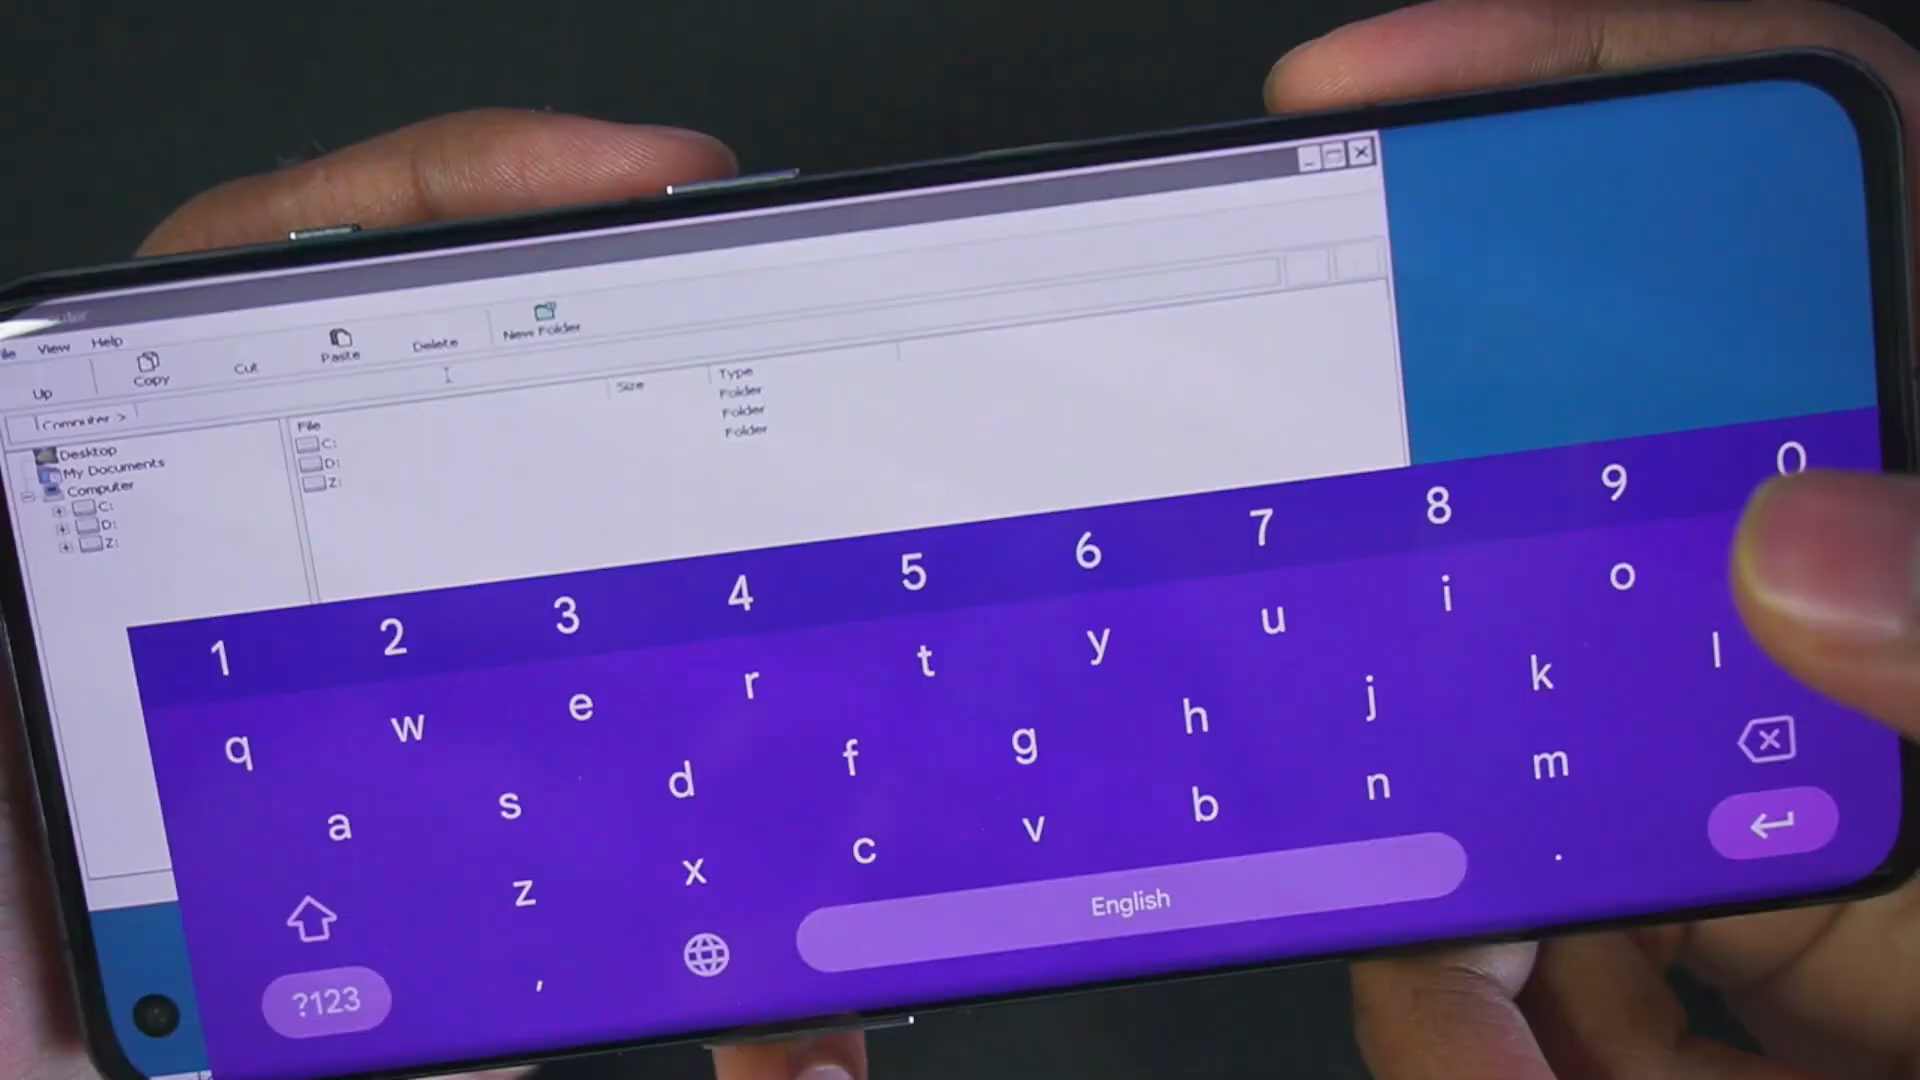 View Help
Up Copy Cut Paste Delete New Folder
Computer >
Desktop
My Documents
Computer
C:
D:
Z:
File Size Type
C: Folder
D: Folder
Z: Folder
1 2 3 4 5 6 7 8 9 0
q w e r t y u i o
a s d f g h j k l
z x c v b n m
?123 , English .